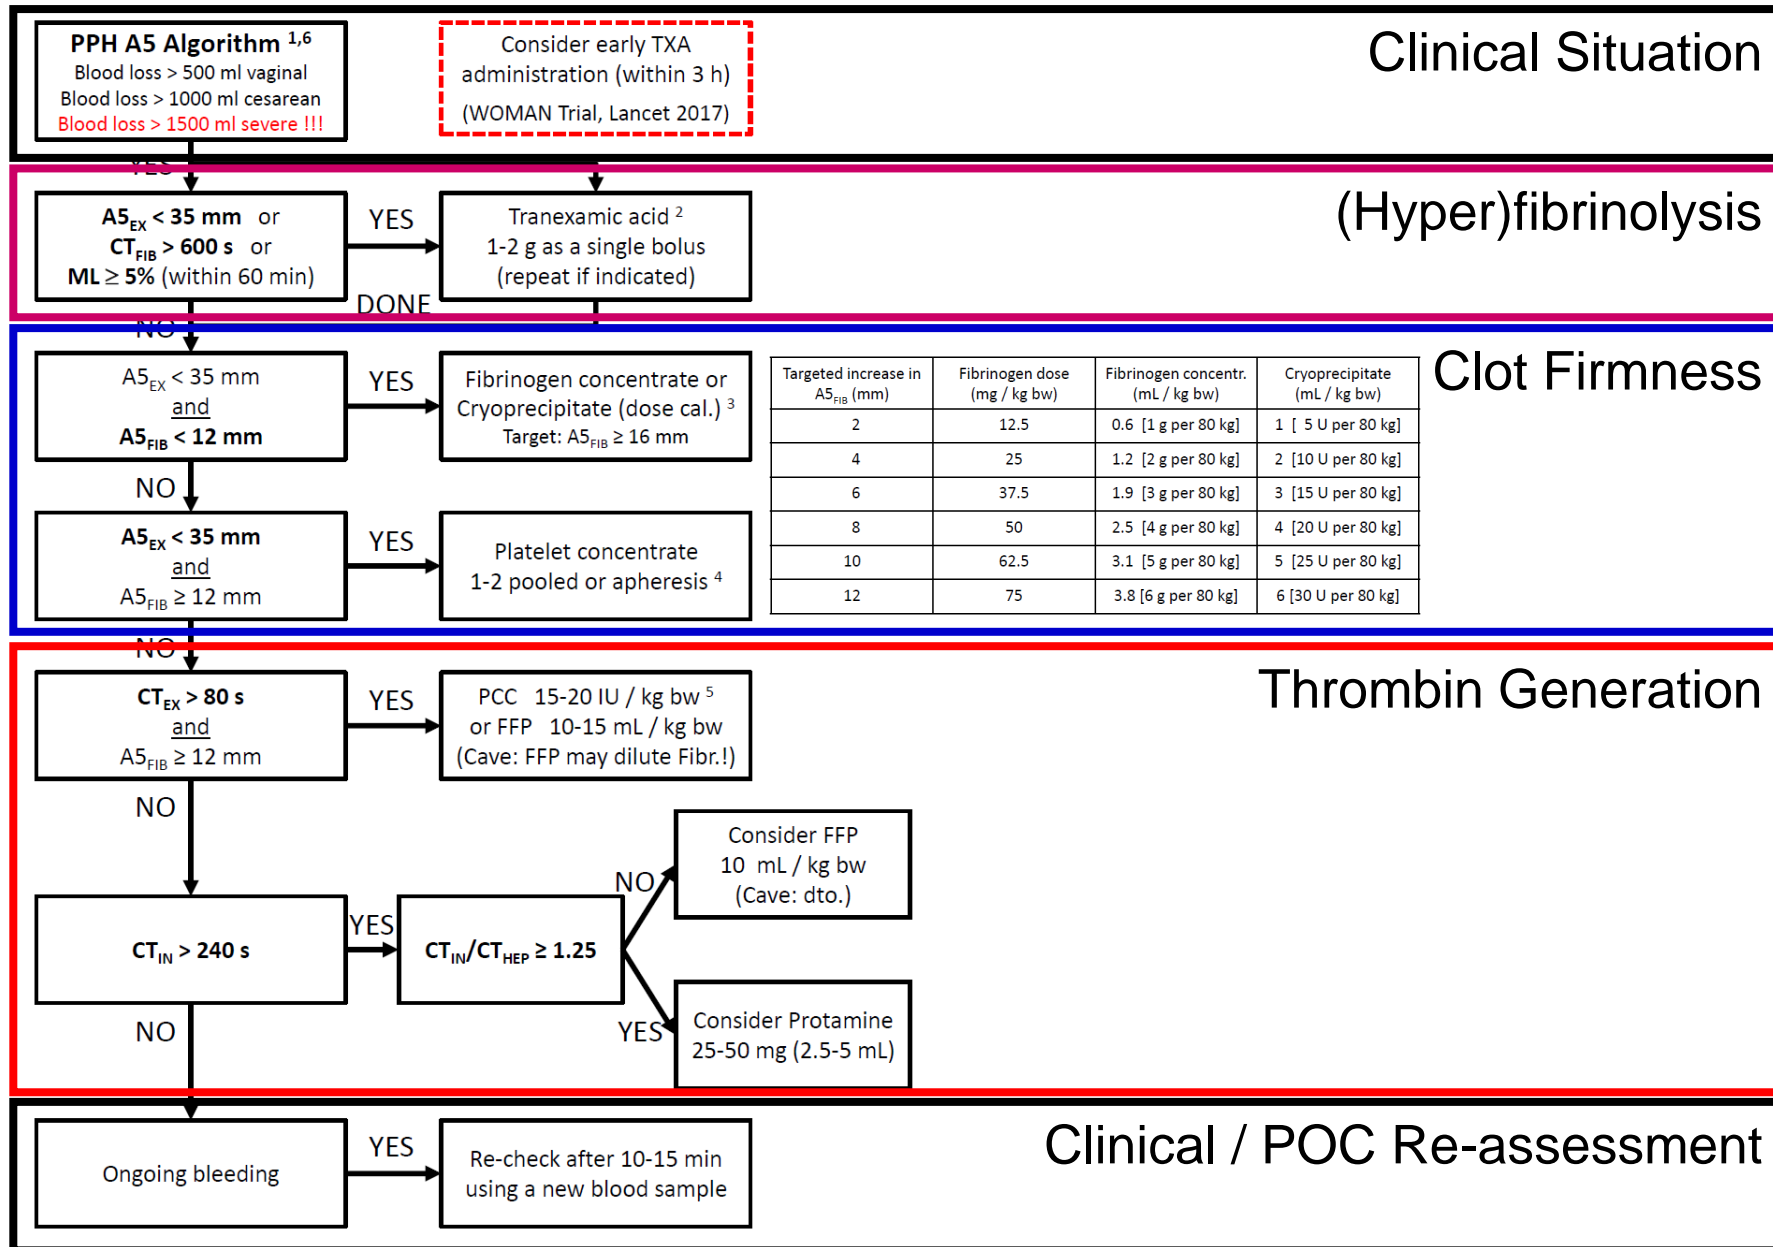 PPH A5 Algorithm 1,6
Blood loss > 500 ml vaginal
Blood loss > 1000 ml cesarean
Blood loss > 1500 ml severe !!!
Consider early TXA
administration (within 3 h)
(WOMAN Trial, Lancet 2017)
Clinical Situation
YES
(Hyper)fibrinolysis
A5EX < 35 mm or
CTFIB > 600 s or
ML ≥ 5% (within 60 min)
YES
Tranexamic acid 2
1-2 g as a single bolus
(repeat if indicated)
DONE
NO
Clot Firmness
A5EX < 35 mm
and
A5FIB < 12 mm
YES
Fibrinogen concentrate or
Cryoprecipitate (dose cal.) 3
Target: A5FIB ≥ 16 mm
NO
A5EX < 35 mm
and
A5FIB ≥ 12 mm
YES
Platelet concentrate
1-2 pooled or apheresis 4
Targeted increase in A5FIB (mm) Fibrinogen dose (mg / kg bw) Fibrinogen concentr. (mL / kg bw) Cryoprecipitate (mL / kg bw)
2 12.5 0.6 [1 g per 80 kg] 1 [ 5 U per 80 kg]
4 25 1.2 [2 g per 80 kg] 2 [10 U per 80 kg]
6 37.5 1.9 [3 g per 80 kg] 3 [15 U per 80 kg]
8 50 2.5 [4 g per 80 kg] 4 [20 U per 80 kg]
10 62.5 3.1 [5 g per 80 kg] 5 [25 U per 80 kg]
12 75 3.8 [6 g per 80 kg] 6 [30 U per 80 kg]
NO
Thrombin Generation
CTEX > 80 s
and
A5FIB ≥ 12 mm
YES
PCC 15-20 IU / kg bw 5
or FFP 10-15 mL / kg bw
(Cave: FFP may dilute Fibr.!)
NO
CTIN > 240 s
YES
CTIN/CTHEP ≥ 1.25
NO
Consider FFP
10 mL / kg bw
(Cave: dto.)
YES
Consider Protamine
25-50 mg (2.5-5 mL)
NO
Clinical / POC Re-assessment
Ongoing bleeding
YES
Re-check after 10-15 min
using a new blood sample